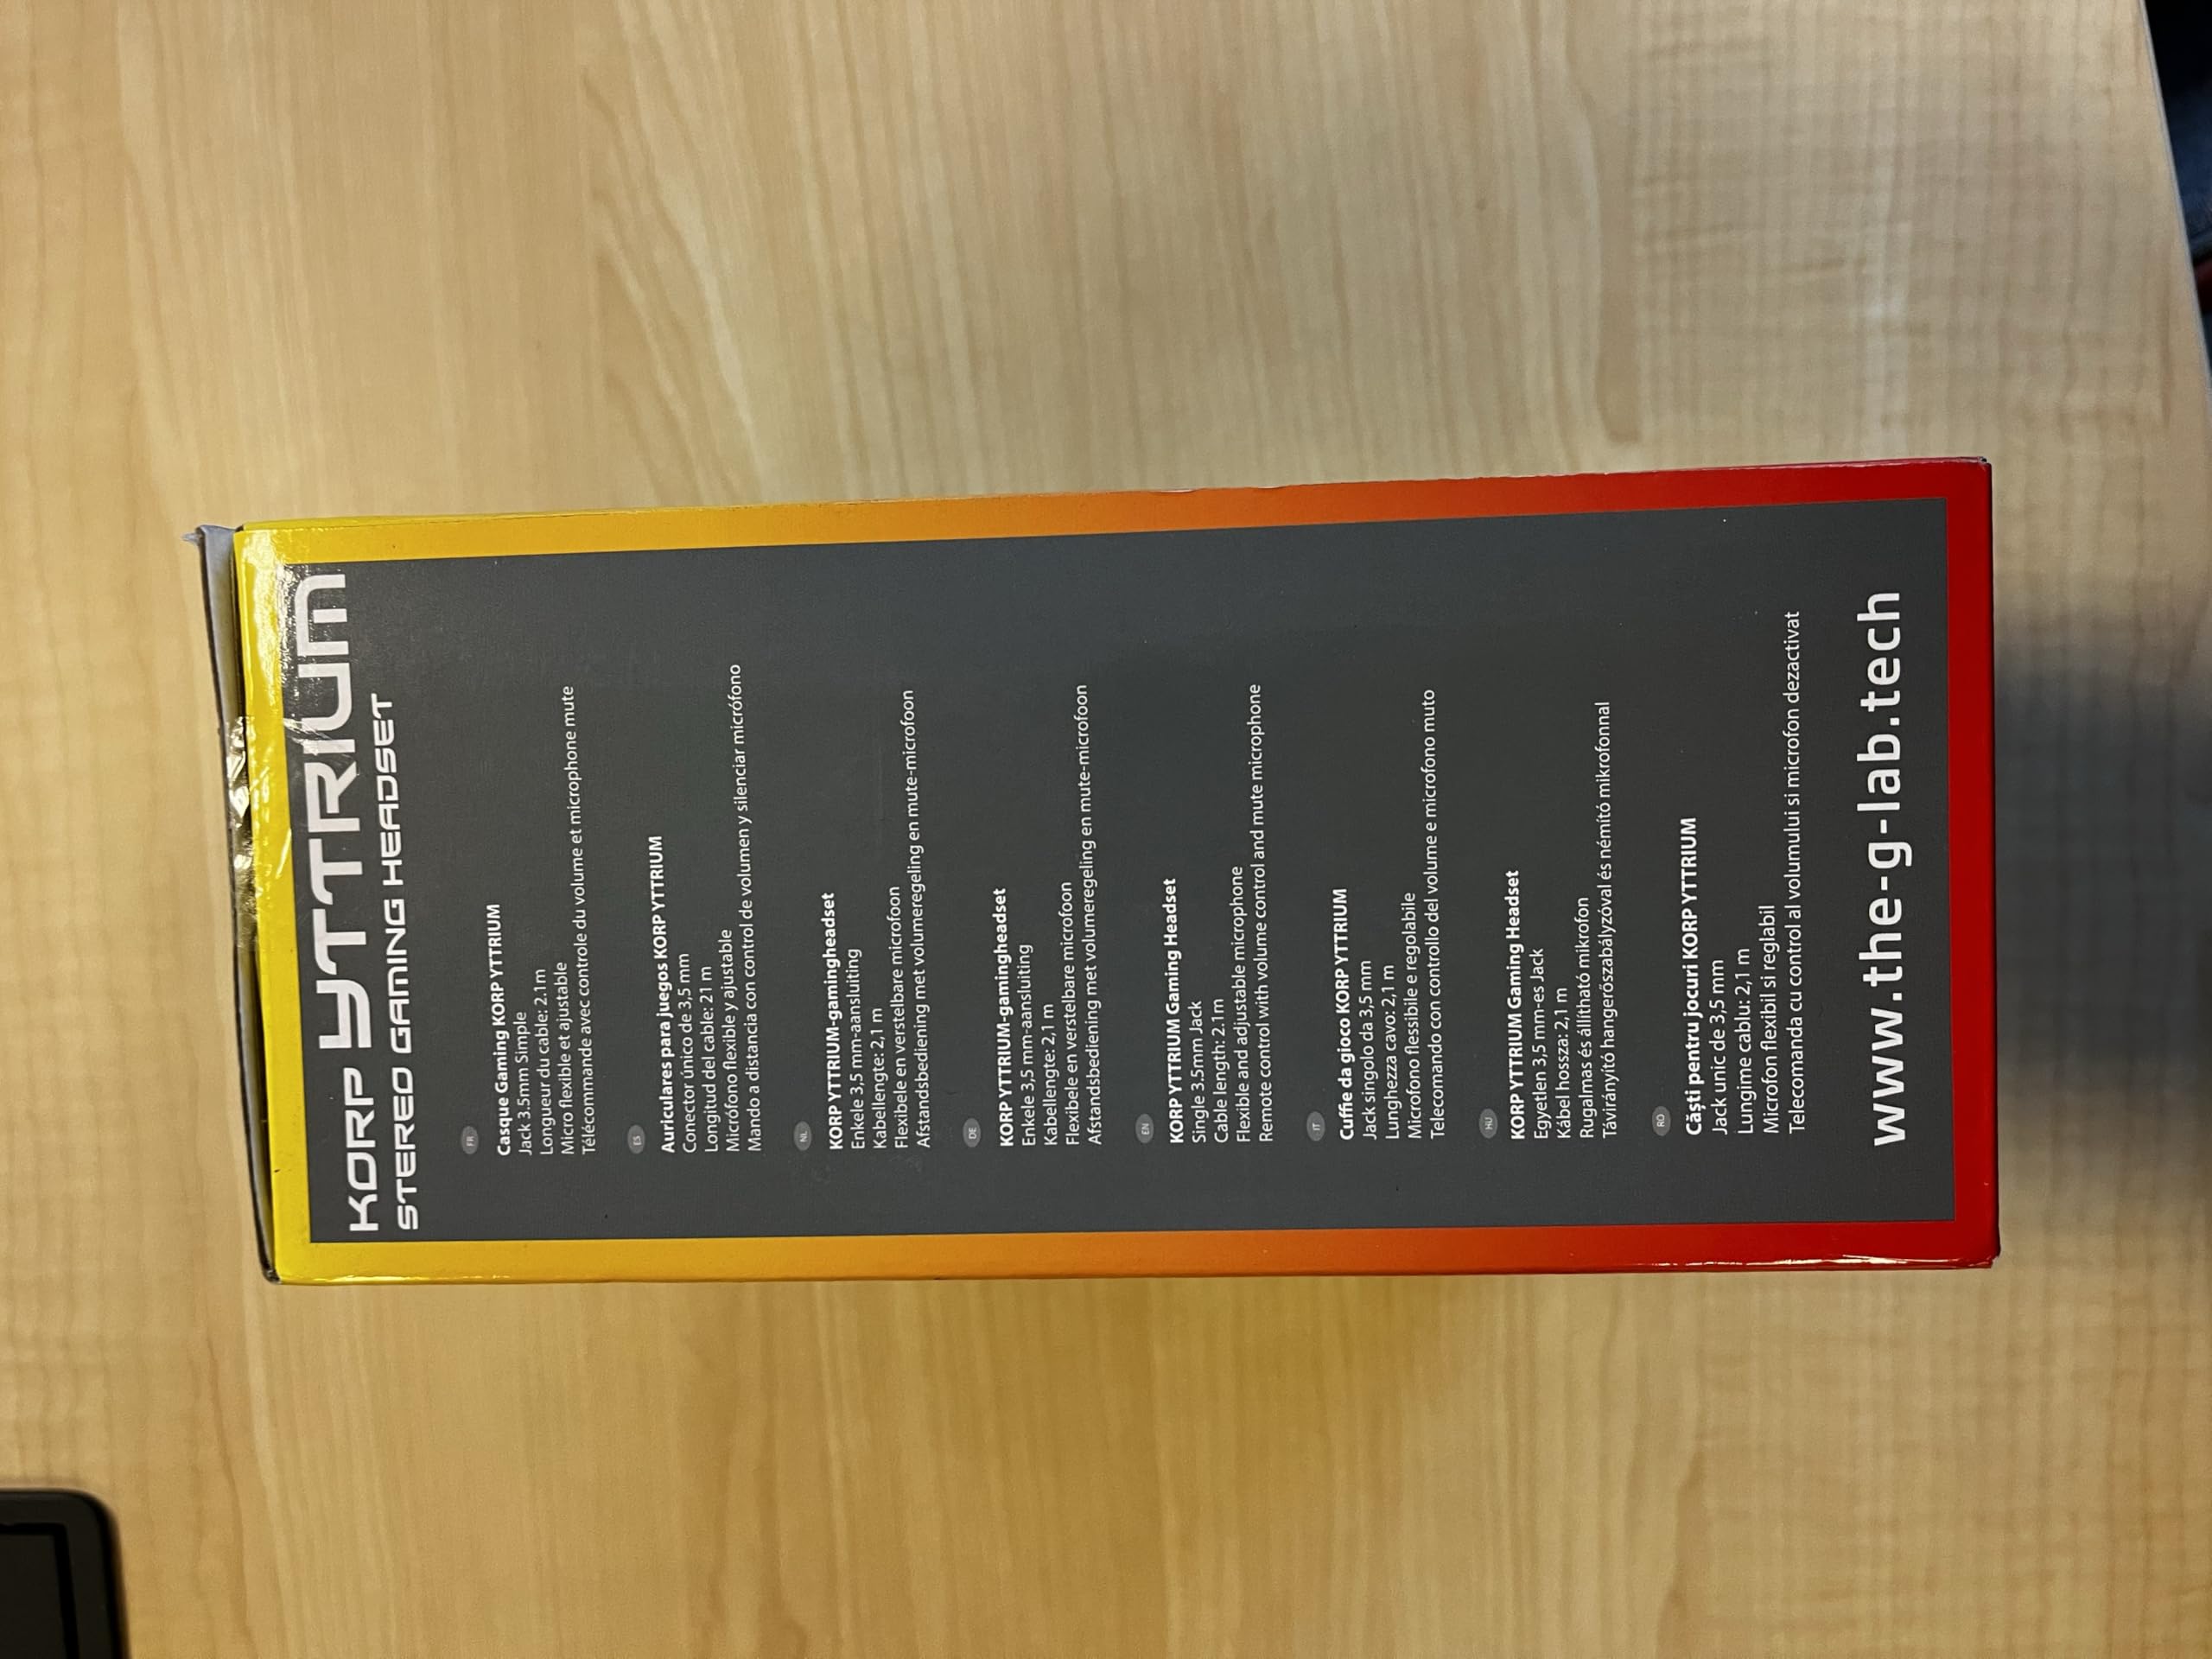 KORP YTTRIUM
STEREO GAMING HEADSET
FR
Casque Gaming KORP YTTRIUM
Jack 3.5mm Simple
Longueur du cable: 2.1m
Micro flexible et ajustable
Télécommande avec controle du volume et microphone mute
ES
Auriculares para juegos KORP YTTRIUM
Conector único de 3,5 mm
Longitud del cable: 21 m
Micrófono flexible y ajustable
Mando a distancia con control de volumen y silenciar micrófono
NL
KORP YTTRIUM-gamingheadset
Enkele 3,5 mm-aansluiting
Kabellengte: 2,1 m
Flexibele en verstelbare microfoon
Afstandsbediening met volumeregeling en mute-microfoon
DE
KORP YTTRIUM-gamingheadset
Enkele 3,5 mm-aansluiting
Kabellengte: 2,1 m
Flexibele en verstelbare microfoon
Afstandsbediening met volumeregeling en mute-microfoon
EN
KORP YTTRIUM Gaming Headset
Single 3.5mm Jack
Cable length: 2.1m
Flexible and adjustable microphone
Remote control with volume control and mute microphone
IT
Cuffie da gioco KORP YTTRIUM
Jack singolo da 3,5 mm
Lunghezza cavo: 2,1 m
Microfono flessibile e regolabile
Telecomando con controllo del volume e microfono muto
HU
KORP YTTRIUM Gaming Headset
Egyetlen 3,5 mm-es Jack
Kábel hossza: 2,1 m
Rugalmas és állítható mikrofon
Távirányító hangerőszabályzóval és némító mikrofonnal
RO
Căști pentru jocuri KORP YTTRIUM
Jack unic de 3,5 mm
Lungime cablu: 2,1 m
Microfon flexibil si reglabil
Telecomanda cu control al volumului si microfon dezactivat
www.the-g-lab.tech